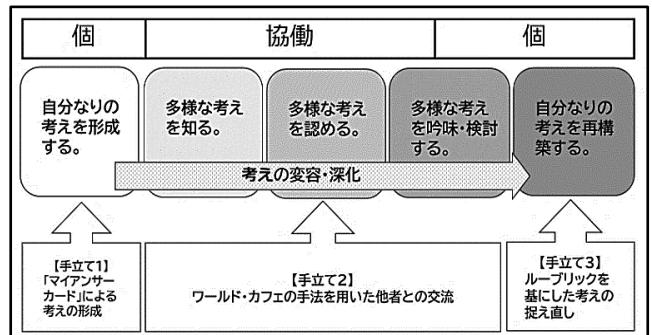 個
協働
個
自分なりの
考えを形成
する。
多様な考え
を知る。
多様な考え
を認める。
多様な考え
を吟味・検討
する。
自分なりの
考えを再構
築する。
考えの変容・深化
【手立て1】
「マイアンサー
カード」による
考えの形成
【手立て2】
ワールド・カフェの手法を用いた他者との交流
【手立て3】
ルーブリックを
基にした考えの
捉え直し